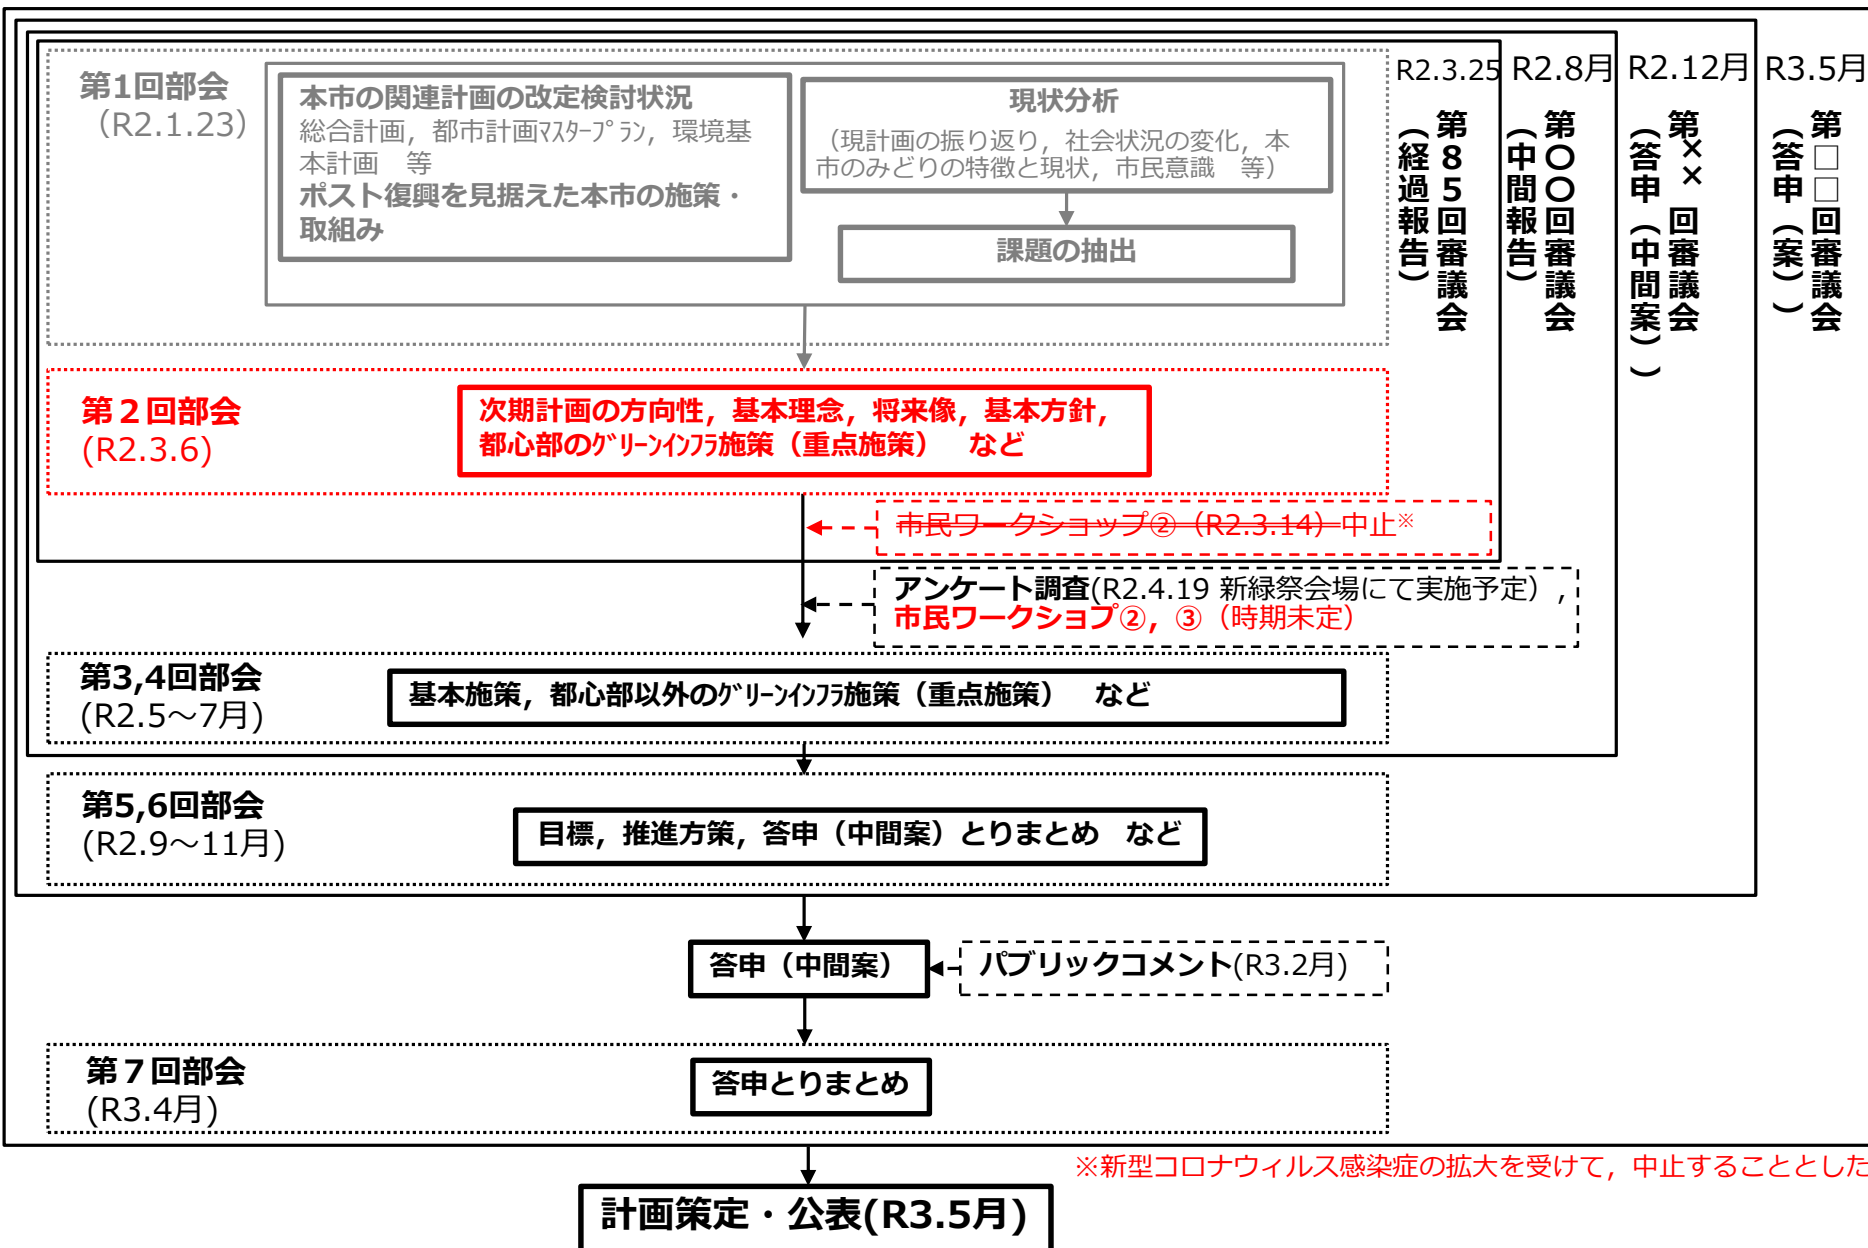 第1回部会
（R2.1.23）
本市の関連計画の改定検討状況
総合計画，都市計画ﾏｽﾀｰﾌﾟﾗﾝ，環境基
本計画　等
ポスト復興を見据えた本市の施策・
取組み
現状分析
（現計画の振り返り，社会状況の変化，本
市のみどりの特徴と現状，市民意識　等）
課題の抽出
R2.3.25
第８５回審議会
（経過報告）
R2.8月
第〇〇回審議会
（中間報告）
R2.12月
第××回審議会
（答申（中間案））
R3.5月
第□□回審議会
（答申（案））
第２回部会
(R2.3.6)
次期計画の方向性，基本理念，将来像，基本方針，
都心部のｸﾞﾘｰﾝｲﾝﾌﾗ施策（重点施策）　など
市民ワークショップ②（R2.3.14）中止※
アンケート調査(R2.4.19 新緑祭会場にて実施予定），
市民ワークショプ②，③（時期未定）
第3,4回部会
(R2.5～7月)
基本施策，都心部以外のｸﾞﾘｰﾝｲﾝﾌﾗ施策（重点施策）　など
第5,6回部会
(R2.9～11月)
目標，推進方策，答申（中間案）とりまとめ　など
答申（中間案）
パブリックコメント(R3.2月)
第７回部会
(R3.4月)
答申とりまとめ
※新型コロナウィルス感染症の拡大を受けて，中止することとした
計画策定・公表(R3.5月)